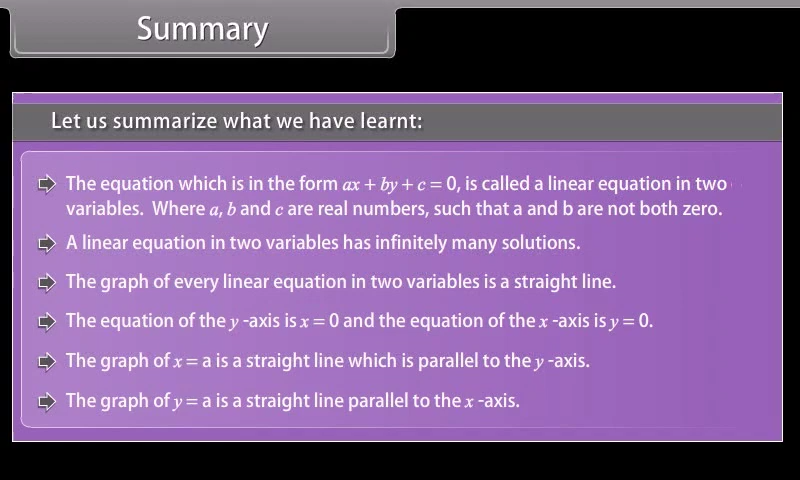 Summary
Let us summarize what we have learnt:
The equation which is in the form ax + by + c = 0, is called a linear equation in two
variables. Where a, b and c are real numbers, such that a and b are not both zero.
A linear equation in two variables has infinitely many solutions.
The graph of every linear equation in two variables is a straight line.
The equation of the y -axis is x = 0 and the equation of the x -axis is y = 0.
The graph of x = a is a straight line which is parallel to the y -axis.
The graph of y = a is a straight line parallel to the x -axis.